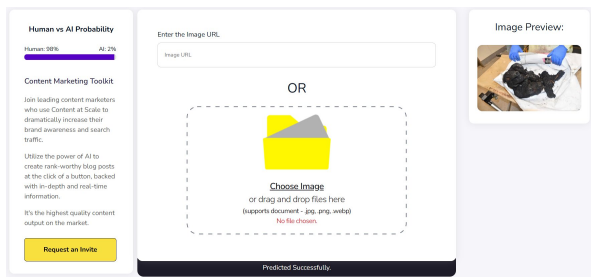 Human vs AI Probability
Human: 98% AI: 2%
Content Marketing Toolkit
Join leading content marketers
who use Content at Scale to
dramatically increase their
brand awareness and search
traffic.
Utilize the power of AI to
create rank-worthy blog posts
at the click of a button, backed
with in-depth and real-time
information.
It's the highest quality content
output on the market.
Request an Invite
Enter the Image URL
Image URL
OR
Choose Image
or drag and drop files here
(supports document - .jpg, .png, .webp)
No file chosen.
Predicted Successfully.
Image Preview: